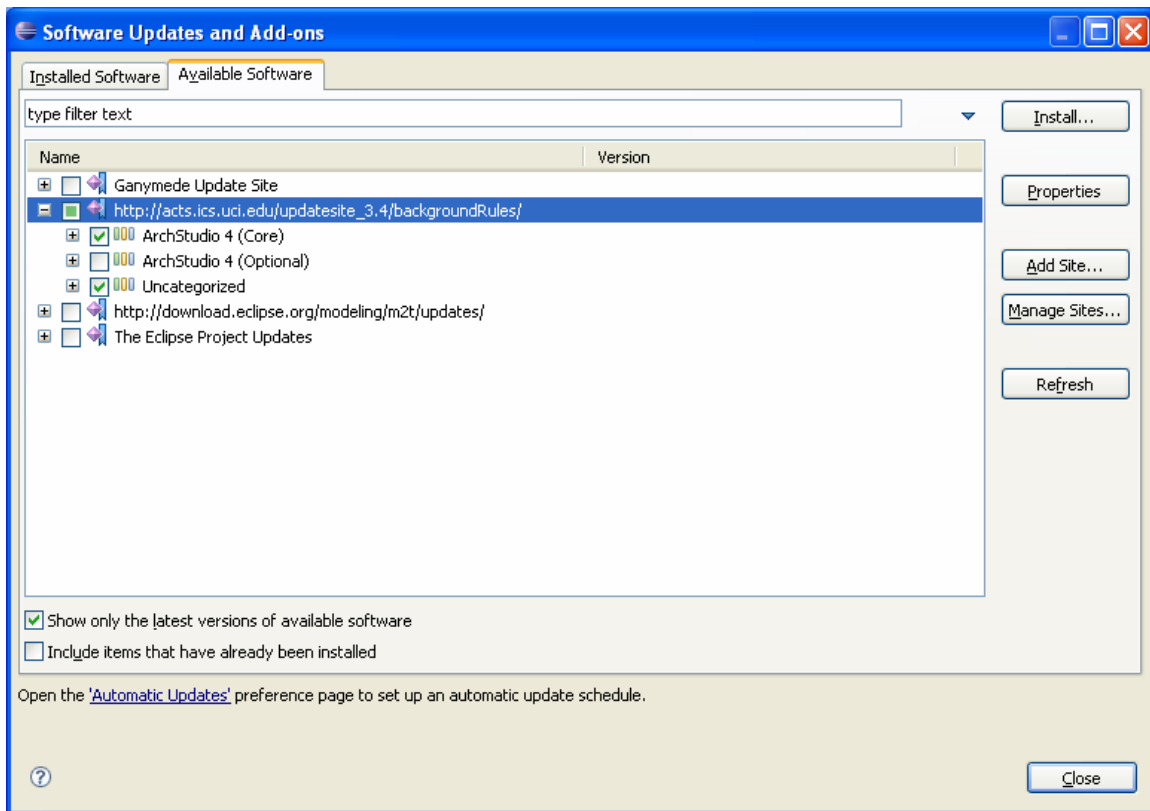 Software Updates and Add-ons
Installed Software Available Software
type filter text
Install...
Name Version
Ganymede Update Site
Properties
http://acts.ics.uci.edu/updatesite_3.4/backgroundRules/
ArchStudio 4 (Core)
ArchStudio 4 (Optional)
Add Site...
Uncategorized
http://download.eclipse.org/modeling/m2t/updates/
Manage Sites...
The Eclipse Project Updates
Refresh
Show only the latest versions of available software
Include items that have already been installed
Open the 'Automatic Updates' preference page to set up an automatic update schedule.
?
Close